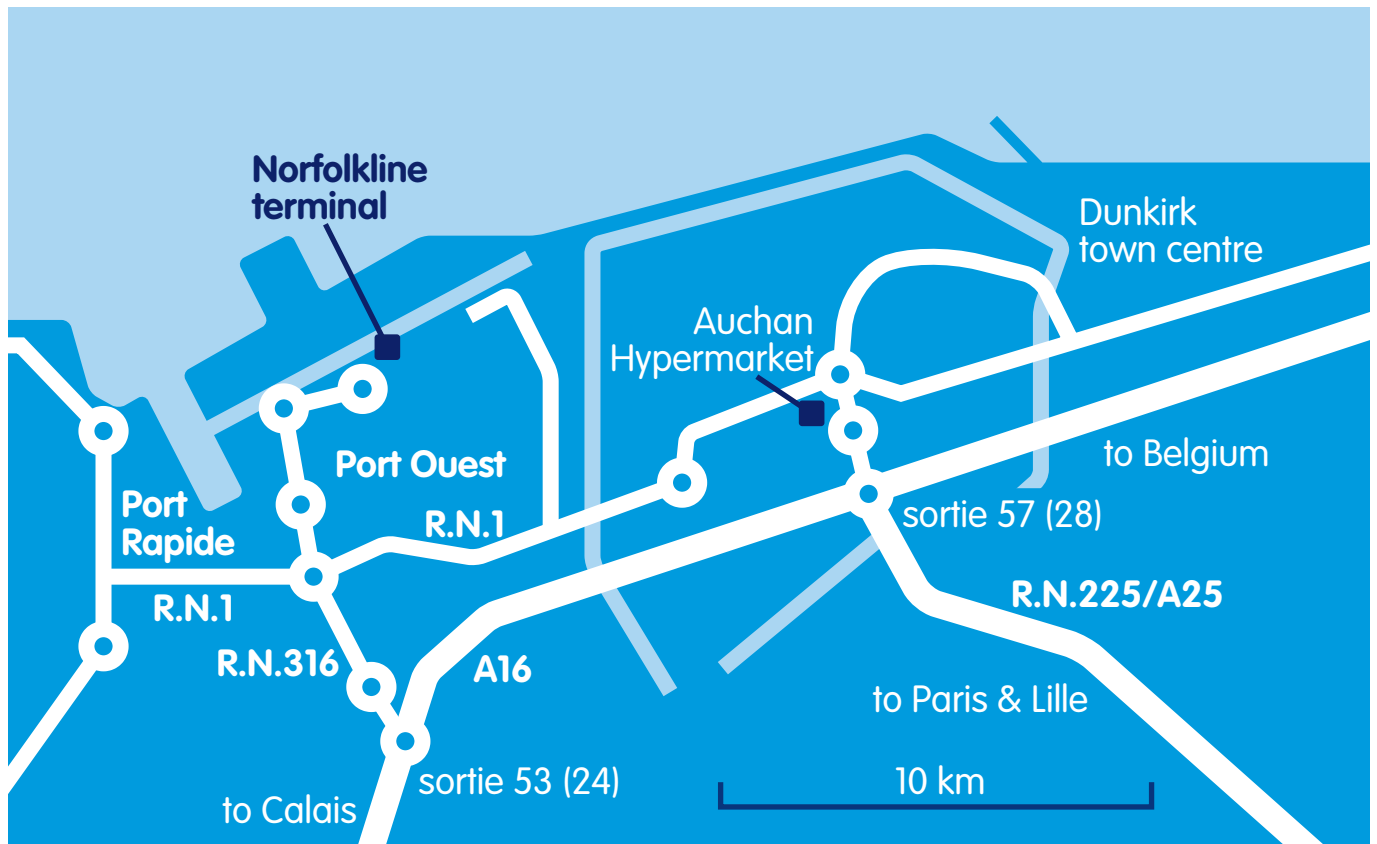 Norfolkline
terminal
Dunkirk
town centre
Auchan
Hypermarket
Port Ouest
to Belgium
Port
Rapide
R.N.1
sortie 57 (28)
R.N.1
R.N.225/A25
R.N.316
A16
to Paris & Lille
sortie 53 (24)
10 km
to Calais